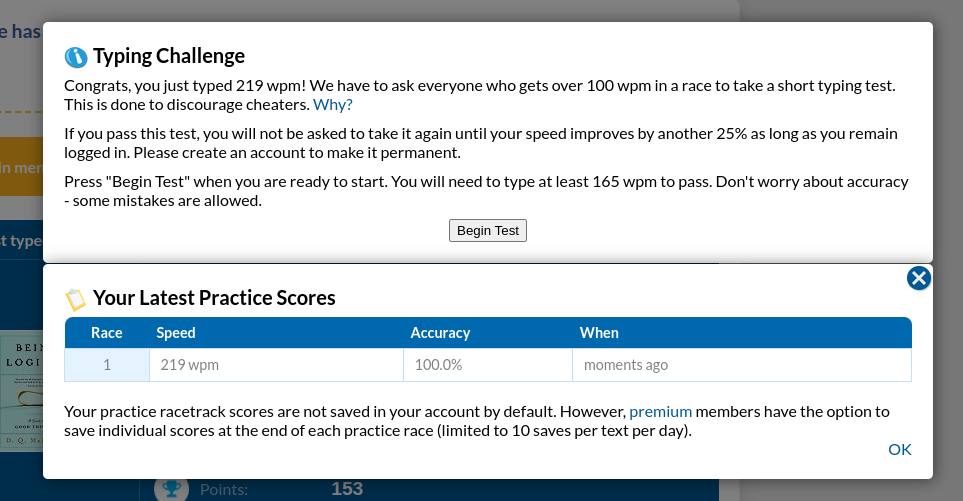 e has
Typing Challenge
Congrats, you just typed 219 wpm! We have to ask everyone who gets over 100 wpm in a race to take a short typing test.
This is done to discourage cheaters. Why?
If you pass this test, you will not be asked to take it again until your speed improves by another 25% as long as you remain
logged in. Please create an account to make it permanent.
in mem
Press "Begin Test" when you are ready to start. You will need to type at least 165 wpm to pass. Don't worry about accuracy
- some mistakes are allowed.
Begin Test
t type
Your Latest Practice Scores
Race Speed Accuracy When
1 219 wpm 100.0% moments ago
BEIN
LOGI
Your practice racetrack scores are not saved in your account by default. However, premium members have the option to
save individual scores at the end of each practice race (limited to 10 saves per text per day).
D. Q. M
OK
Points: 153